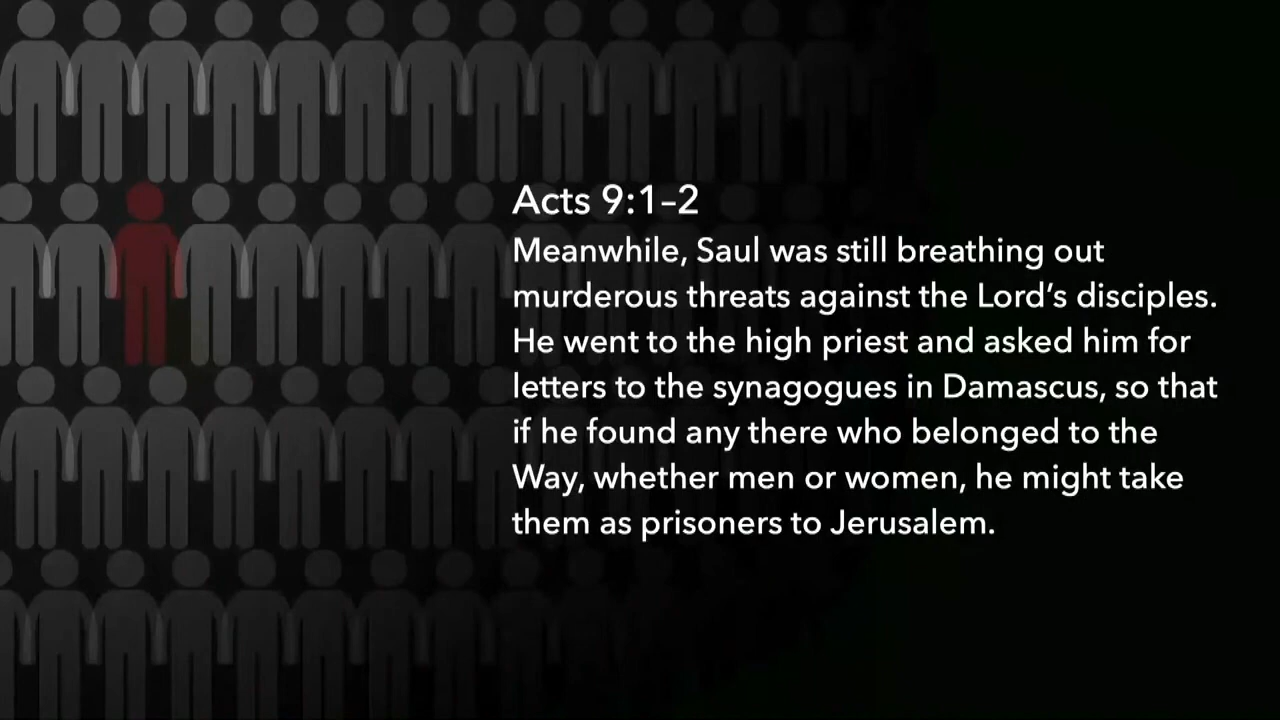 Acts 9:1–2
Meanwhile, Saul was still breathing out
murderous threats against the Lord’s disciples.
He went to the high priest and asked him for
letters to the synagogues in Damascus, so that
if he found any there who belonged to the
Way, whether men or women, he might take
them as prisoners to Jerusalem.